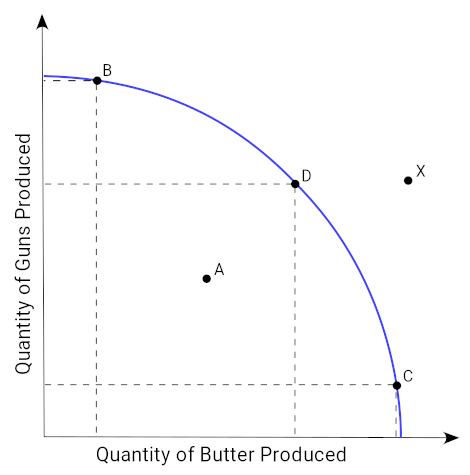 B
D
X
A
C
Quantity of Guns Produced
Quantity of Butter Produced